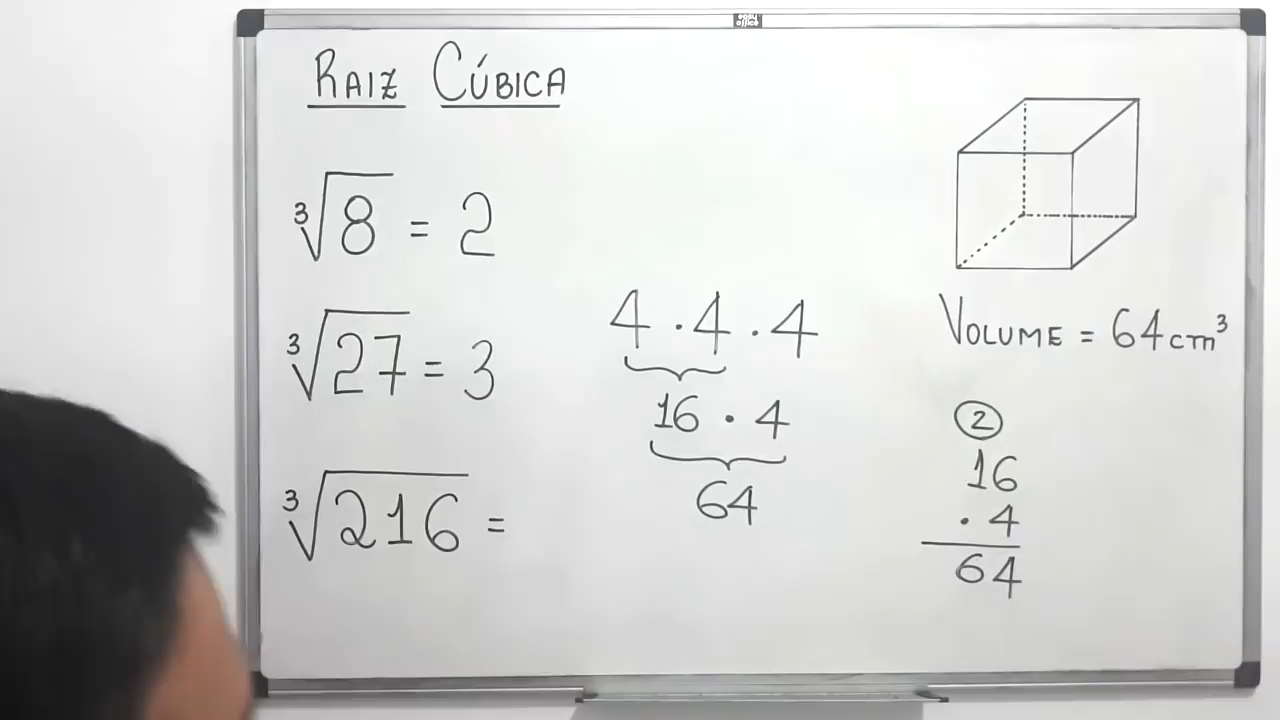 RAIZ CÚBICA
∛8 = 2
∛27 = 3
∛216 =
4 . 4 . 4
16 . 4
64
VOLUME = 64cm³
2
16
. 4
64